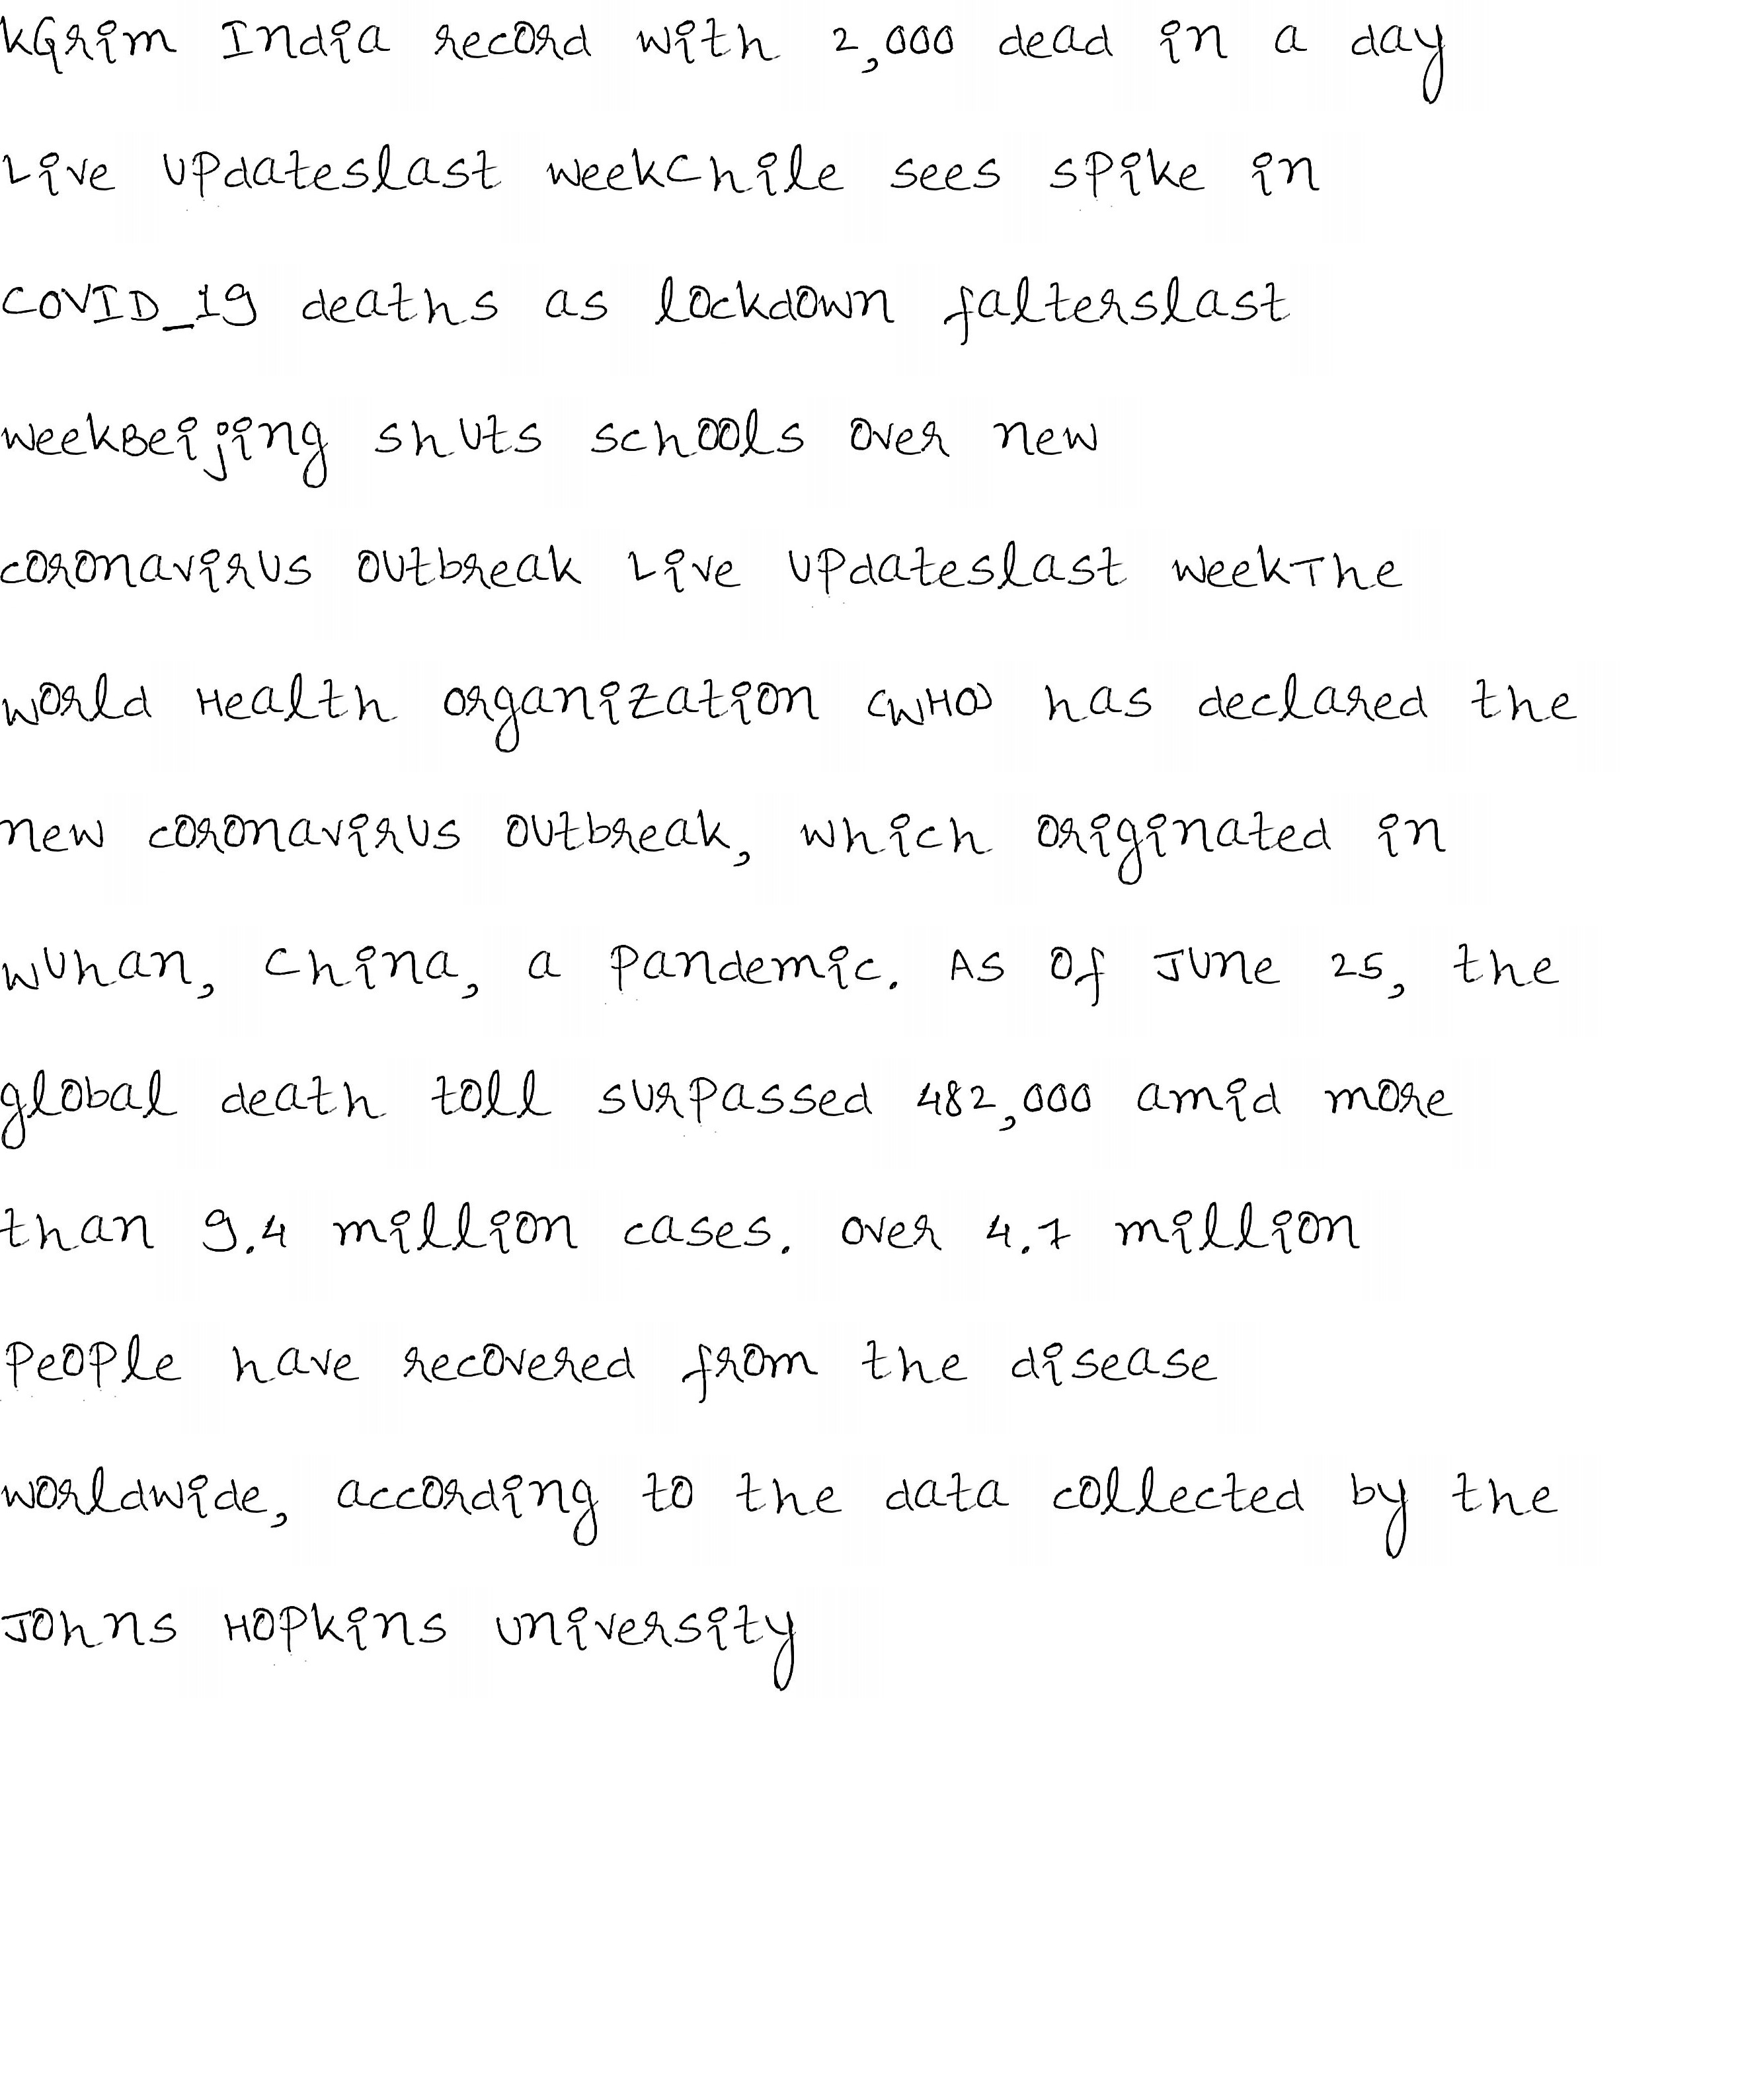 kGrim India record with 2,000 dead in a day
Live Updateslast weekChile sees spike in
COVID_19 deaths as lockdown falterslast
weekBeijing shuts schools over new
coronavirus outbreak Live Updateslast weekThe
World Health Organization (WHO) has declared the
new coronavirus outbreak, which originated in
Wuhan, China, a pandemic. As of June 25, the
global death toll surpassed 482,000 amid more
than 9.4 million cases. Over 4.7 million
people have recovered from the disease
worldwide, according to the data collected by the
Johns Hopkins University